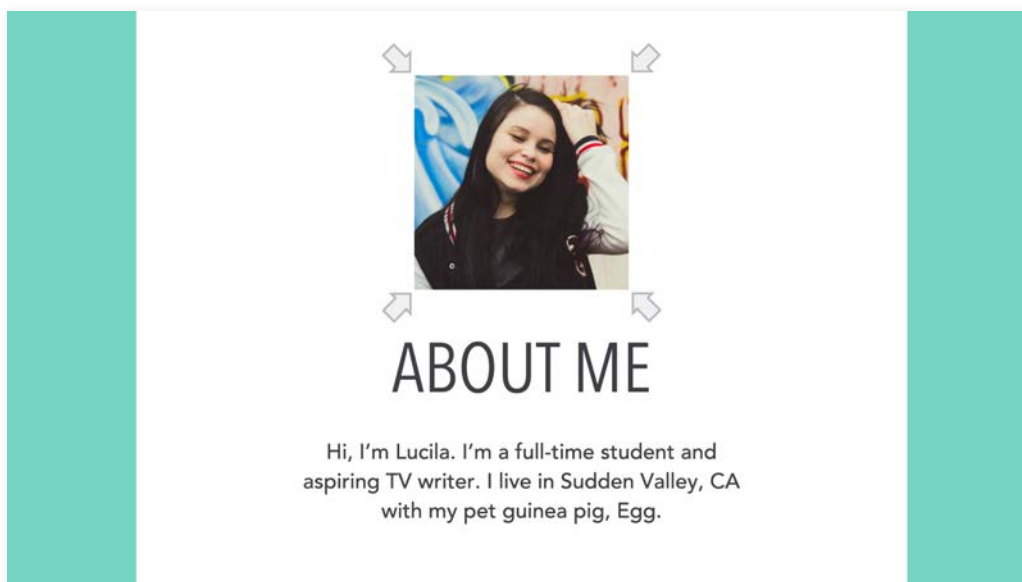 ABOUT ME
Hi, I’m Lucila. I’m a full-time student and
aspiring TV writer. I live in Sudden Valley, CA
with my pet guinea pig, Egg.